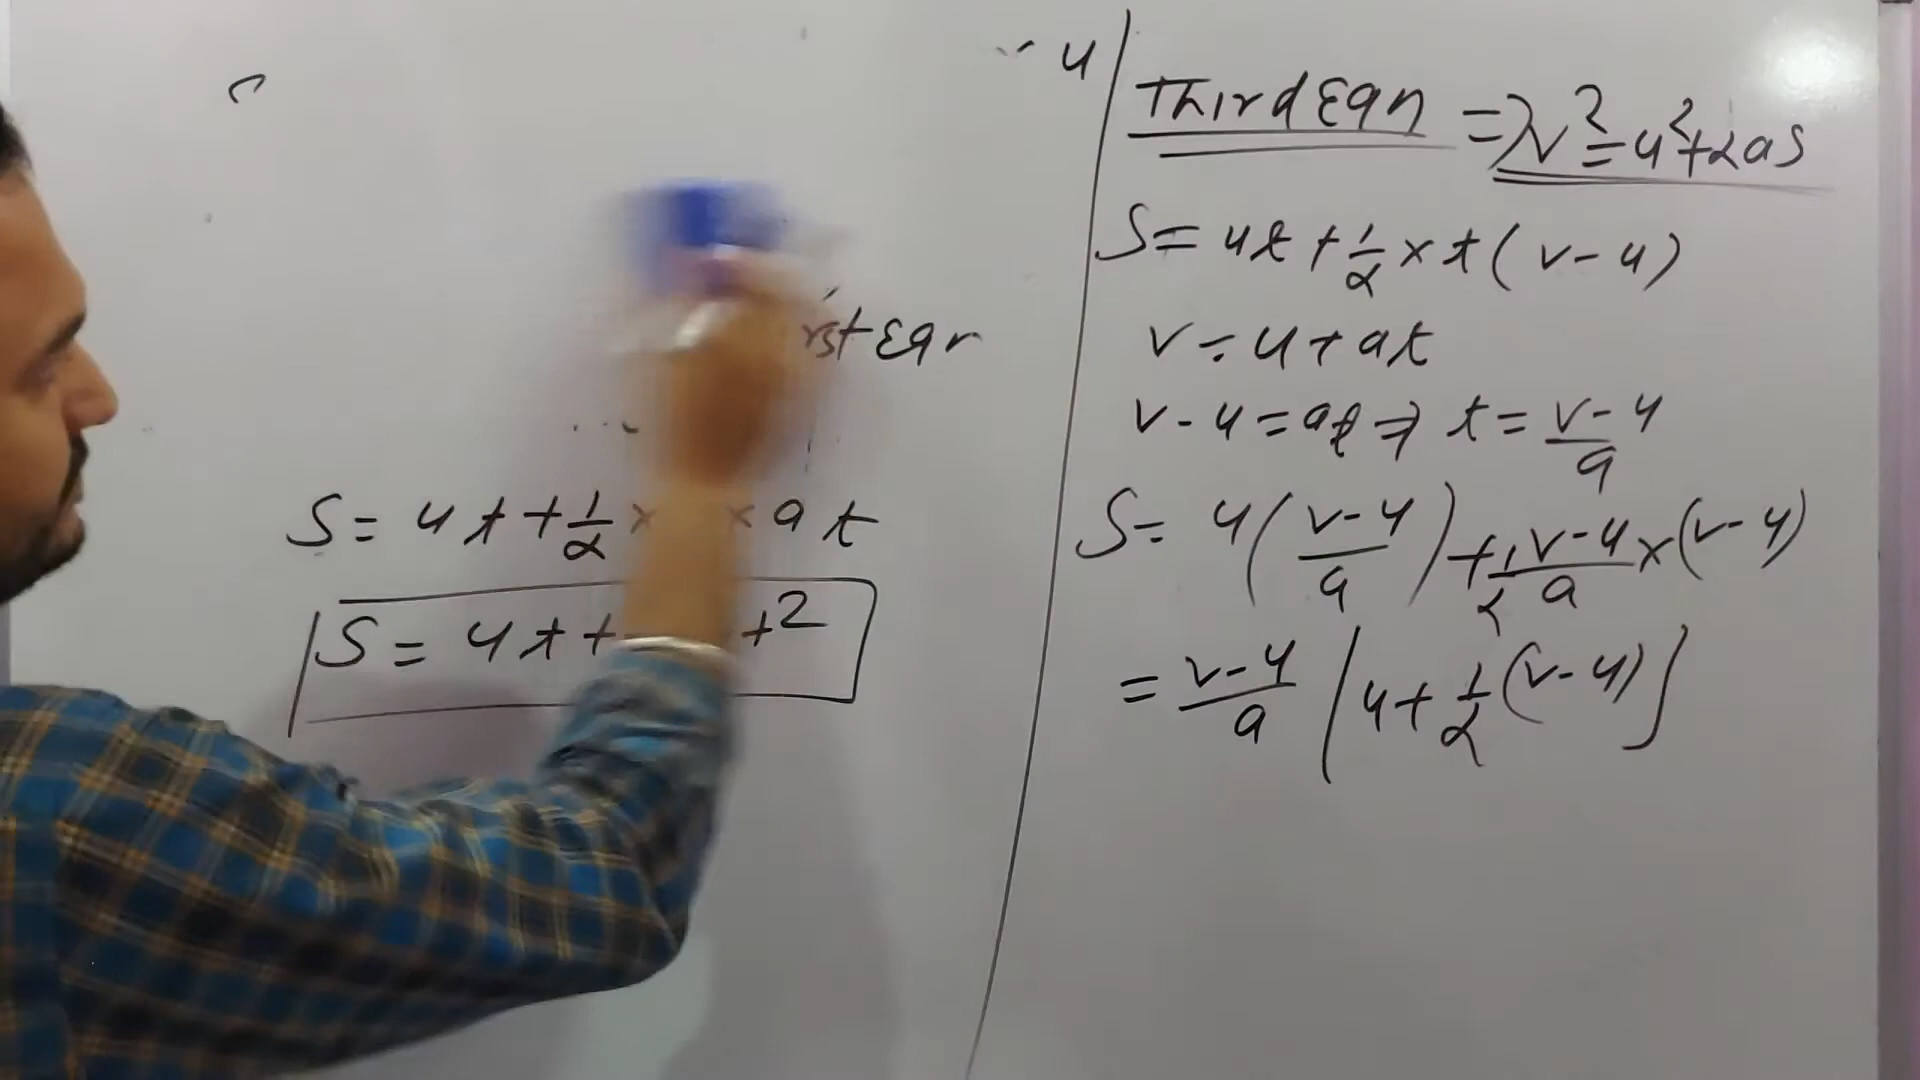 rst Eqn
S = ut + 1/2 × × at
S = ut + t²
u
Third Eqn ⇒ v² = u² + 2as
S = ut + 1/2 × t(v-u)
v = u + at
v - u = at ⇒ t = (v-u)/a
S = u((v-u)/a) + 1/2 (v-u)/a × (v-u)
= (v-u)/a [u + 1/2 (v-u)]